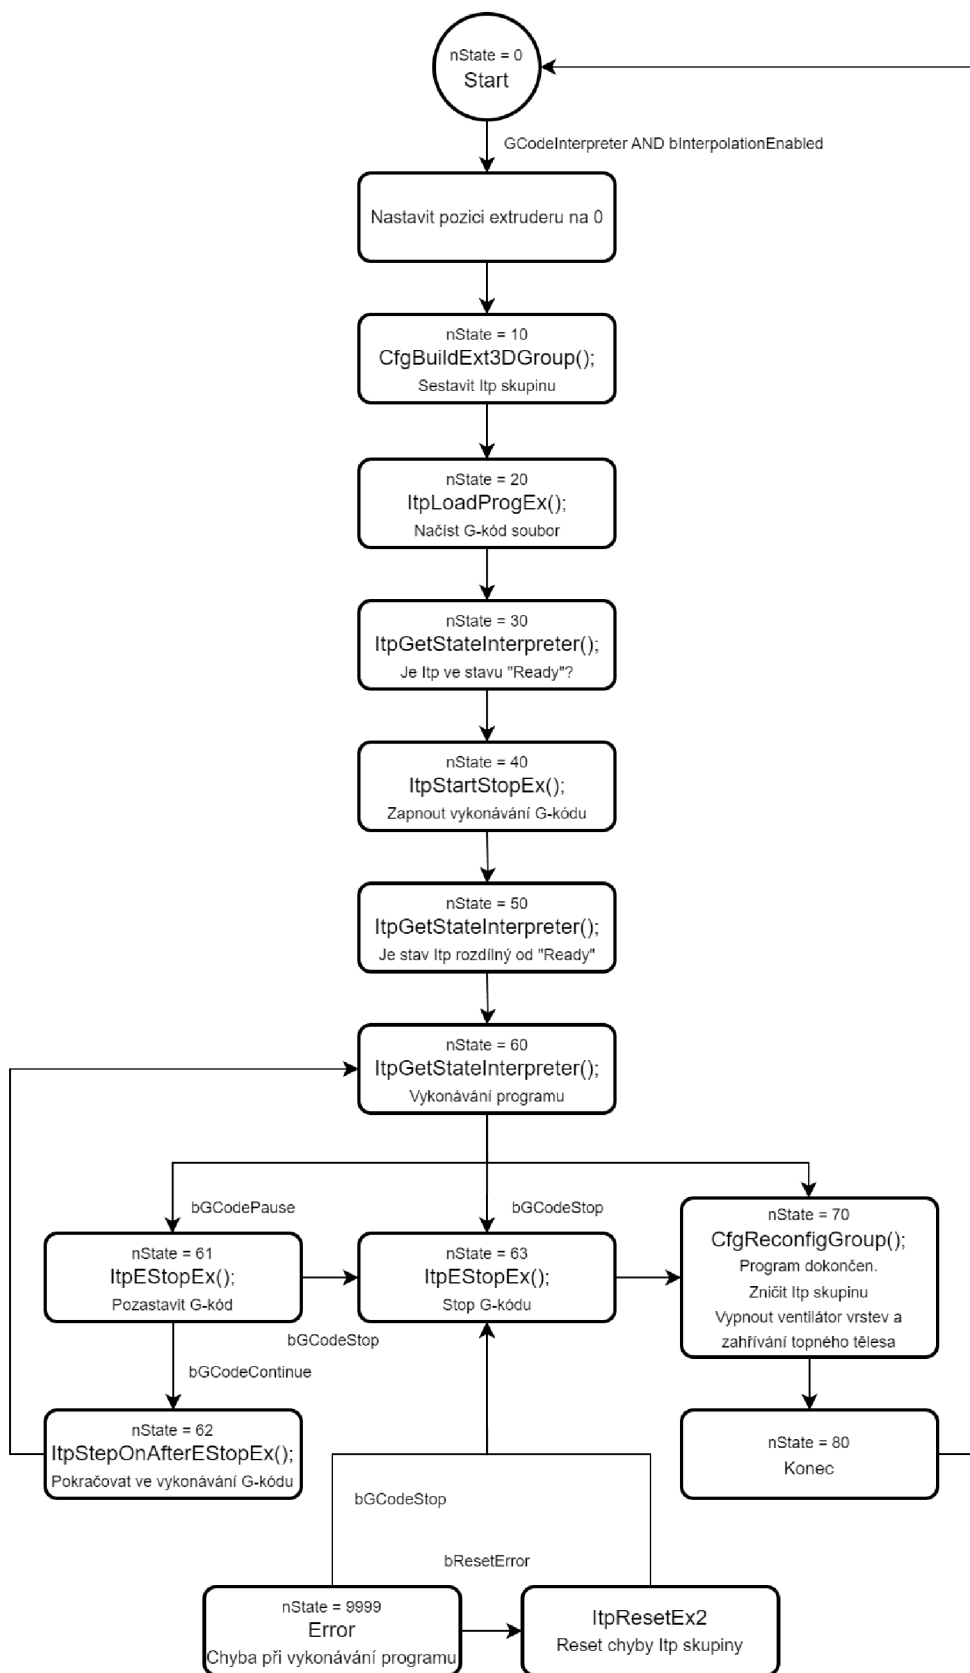 nState = 0
Start
GCodeInterpreter AND bInterpolationEnabled
Nastavit pozici extruderu na 0
nState = 10
CfgBuildExt3DGroup();
Sestavit Itp skupinu
nState = 20
ItpLoadProgEx();
Načíst G-kód soubor
nState = 30
ItpGetStateInterpreter();
Je Itp ve stavu "Ready"?
nState = 40
ItpStartStopEx();
Zapnout vykonávání G-kódu
nState = 50
ItpGetStateInterpreter();
Je stav Itp rozdílný od "Ready"
nState = 60
ItpGetStateInterpreter();
Vykonávání programu
bGCodePause
bGCodeStop
nState = 61
ItpEStopEx();
Pozastavit G-kód
nState = 63
ItpEStopEx();
Stop G-kódu
nState = 70
CfgReconfigGroup();
Program dokončen.
Zničit Itp skupinu
Vypnout ventilátor vrstev a
zahřívání topného tělesa
bGCodeStop
bGCodeContinue
nState = 62
ItpStepOnAfterEStopEx();
Pokračovat ve vykonávání G-kódu
nState = 80
Konec
bGCodeStop
bResetError
nState = 9999
Error
Chyba při vykonávání programu
ItpResetEx2
Reset chyby Itp skupiny